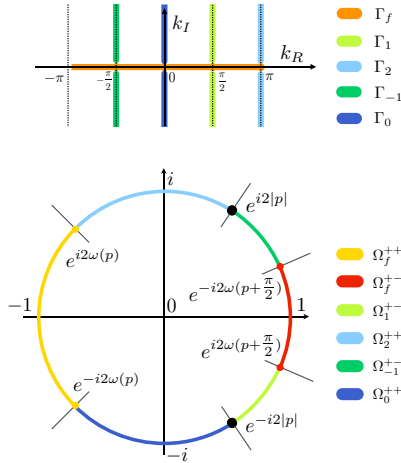 k_I
k_R
−π
−π/2
0
π/2
π
Γ_f
Γ_1
Γ_2
Γ_{−1}
Γ_0
i
e^{i2|p|}
e^{i2ω(p)}
e^{−i2ω(p+π/2)}
−1
0
1
e^{i2ω(p+π/2)}
e^{−i2ω(p)}
e^{−i2|p|}
−i
Ω_f^{++}
Ω_f^{+−}
Ω_1^{+−}
Ω_2^{++}
Ω_{−1}^{+−}
Ω_0^{++}